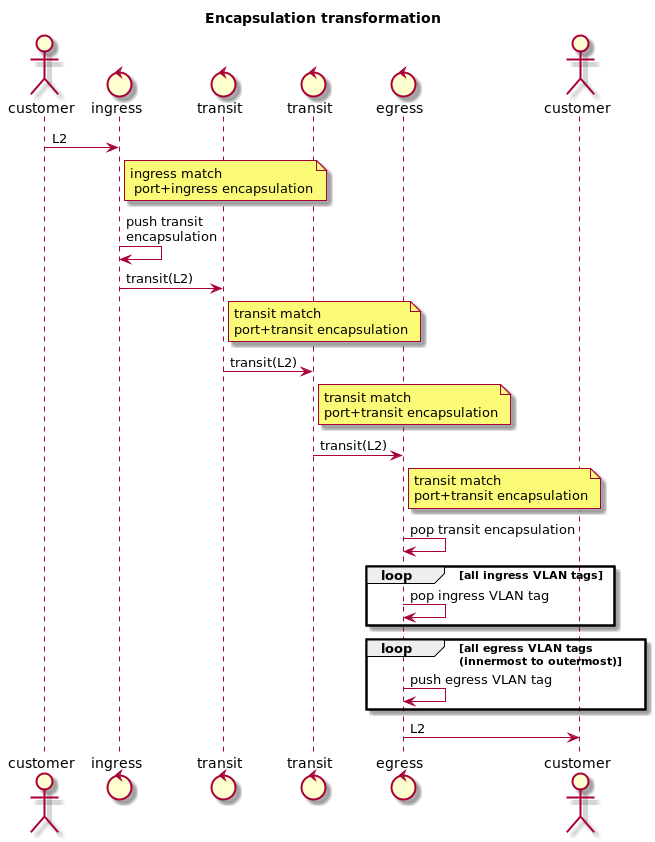 Encapsulation transformation
customer
ingress
transit
transit
egress
customer
L2
ingress match
port+ingress encapsulation
push transit
encapsulation
transit(L2)
transit match
port+transit encapsulation
transit(L2)
transit match
port+transit encapsulation
transit(L2)
transit match
port+transit encapsulation
pop transit encapsulation
loop [all ingress VLAN tags]
pop ingress VLAN tag
loop [all egress VLAN tags
(innermost to outermost)]
push egress VLAN tag
L2
customer
ingress
transit
transit
egress
customer